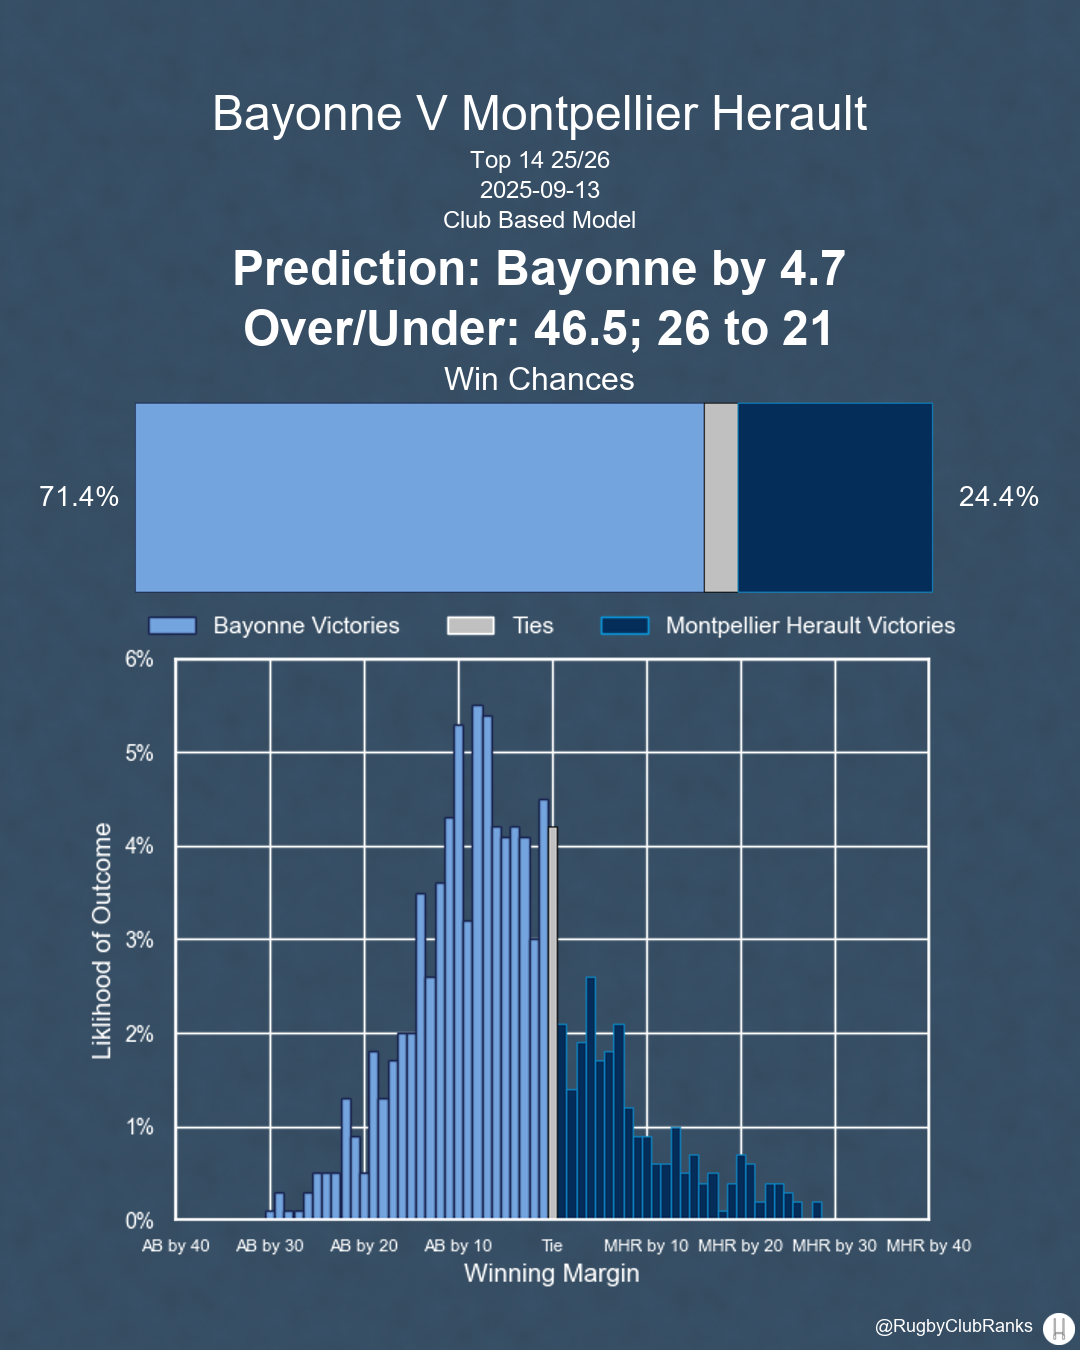 Bayonne V Montpellier Herault
Top 14 25/26
2025-09-13
Club Based Model
Prediction: Bayonne by 4.7
Over/Under: 46.5; 26 to 21
Win Chances
71.4%
24.4%
Bayonne Victories
Ties
Montpellier Herault Victories
6%
5%
4%
3%
2%
1%
0%
Liklihood of Outcome
AB by 40
AB by 30
AB by 20
AB by 10
Tie
MHR by 10
MHR by 20
MHR by 30
MHR by 40
Winning Margin
@RugbyClubRanks